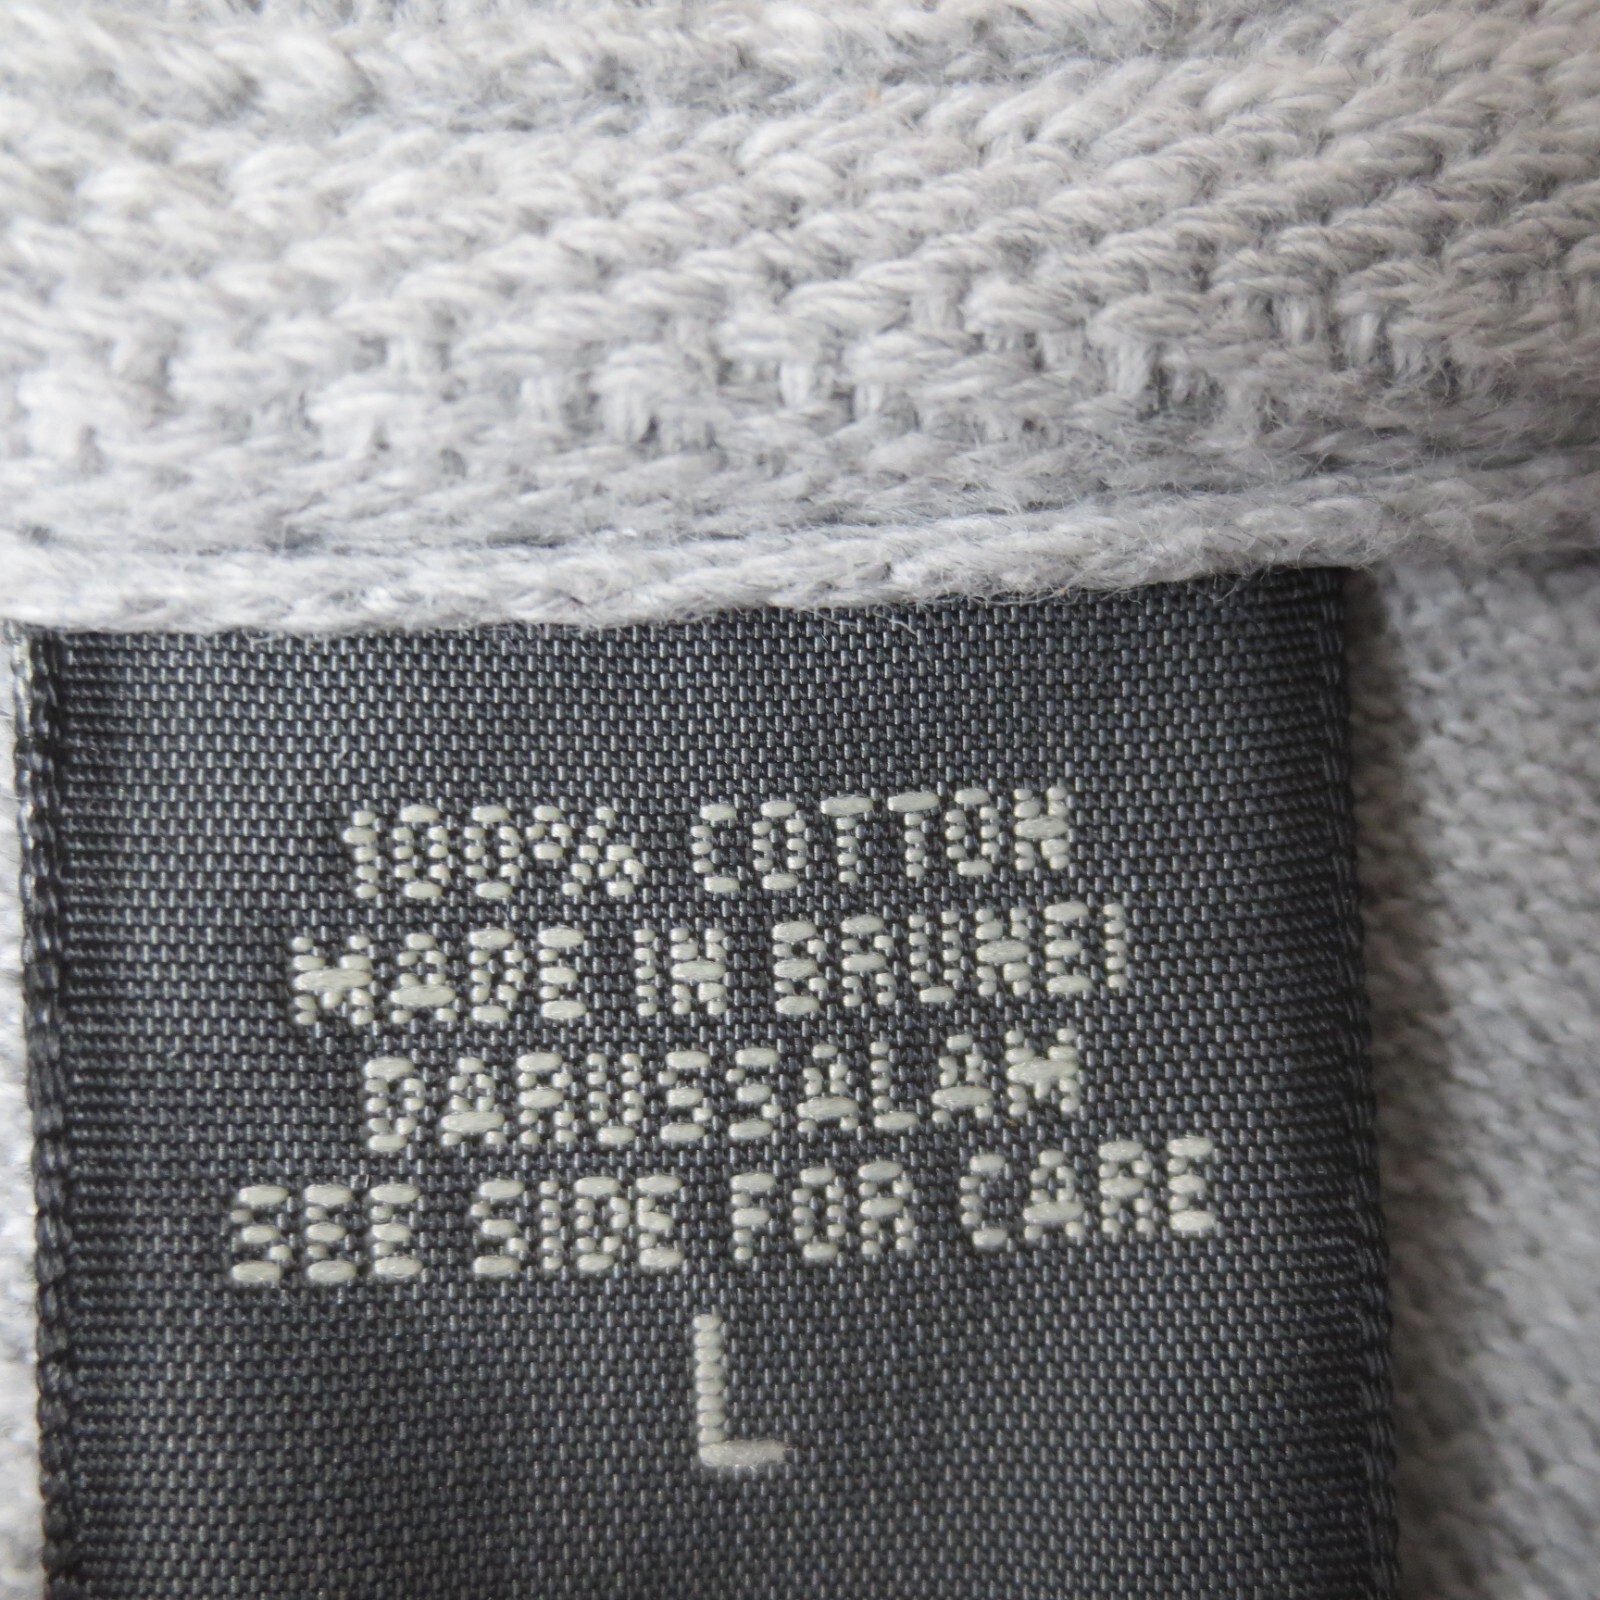 100% COTTON
MADE IN BRUNEI
DARUSSALAM
SEE SIDE FOR CARE
L